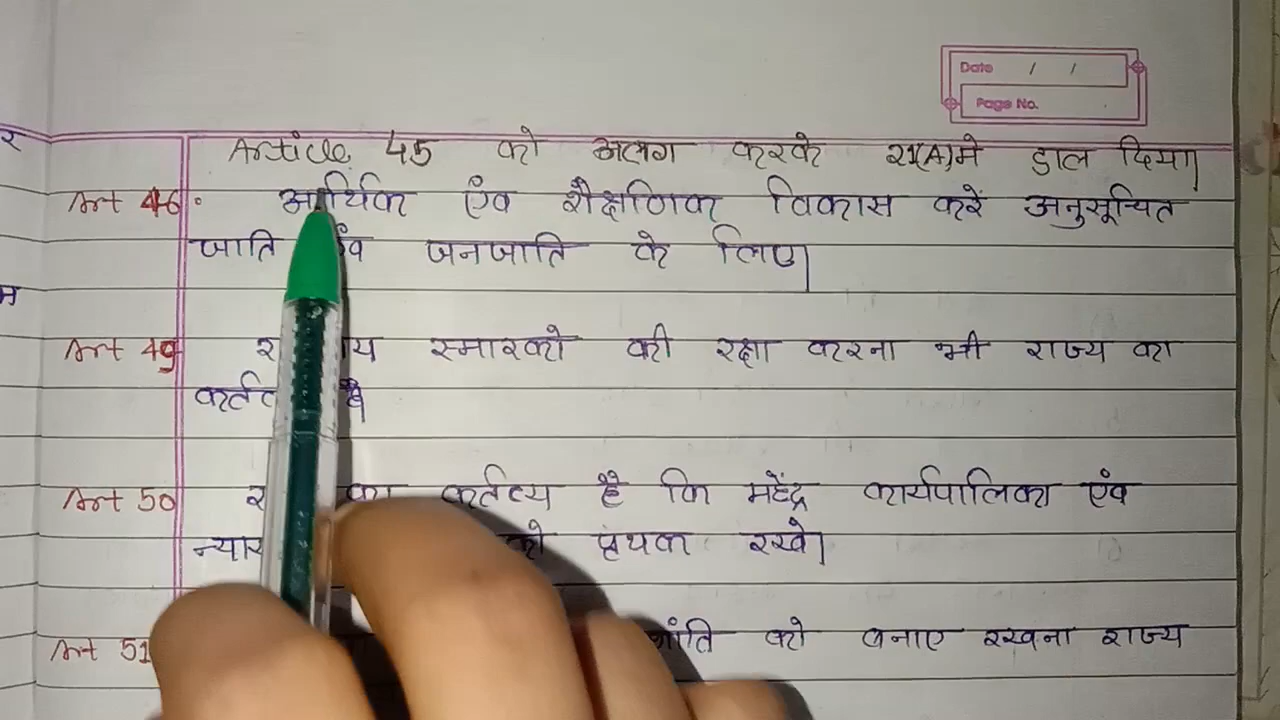 Date / /
Page No.
र
Article 45 को अलग करके 21(A)मे डाल दिया।
Art 46. आर्थिक एंव शैक्षणिक विकास करें अनुसूचित
जाति एंव जनजाति के लिए।
म
Art 49 स्मारको की रक्षा करना भी राज्य का
है
Art 50 का कर्तव्य है कि महेंद्र कार्यपालिका एंव
को प्रथक रखे।
Art 51 शांति को बनाए रखना राज्य